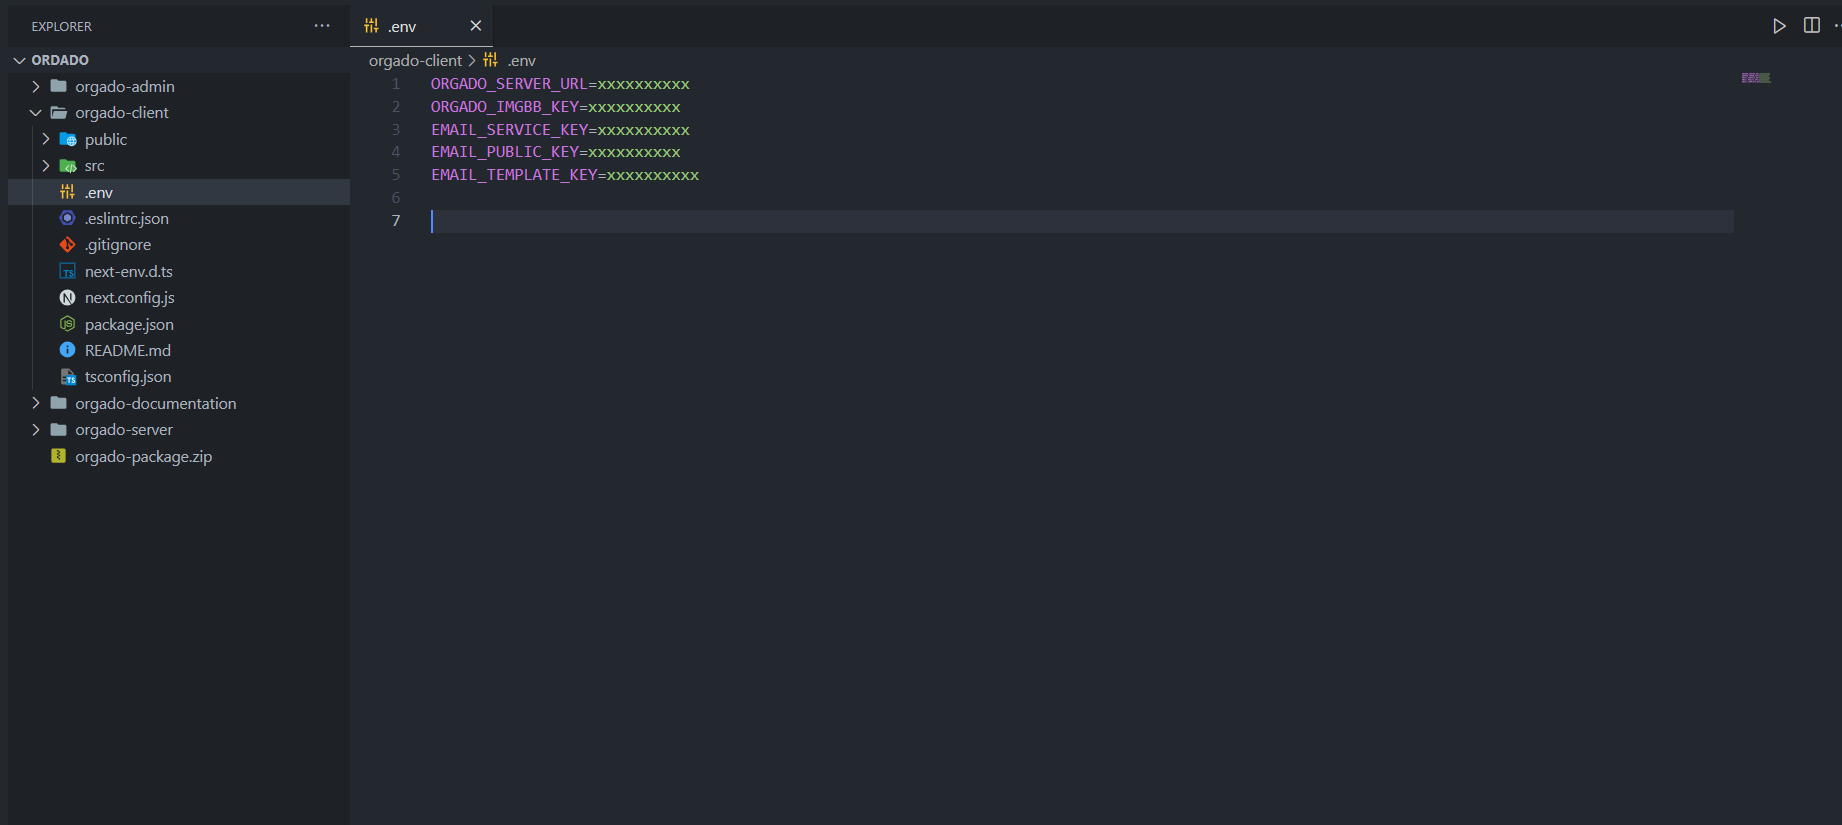 EXPLORER
ORDADO
orgado-admin
orgado-client
public
src
.env
.eslintrc.json
.gitignore
next-env.d.ts
next.config.js
package.json
README.md
tsconfig.json
orgado-documentation
orgado-server
orgado-package.zip
.env
orgado-client > .env
1 ORGADO_SERVER_URL=xxxxxxxxxx
2 ORGADO_IMGBB_KEY=xxxxxxxxxx
3 EMAIL_SERVICE_KEY=xxxxxxxxxx
4 EMAIL_PUBLIC_KEY=xxxxxxxxxx
5 EMAIL_TEMPLATE_KEY=xxxxxxxxxx
6
7